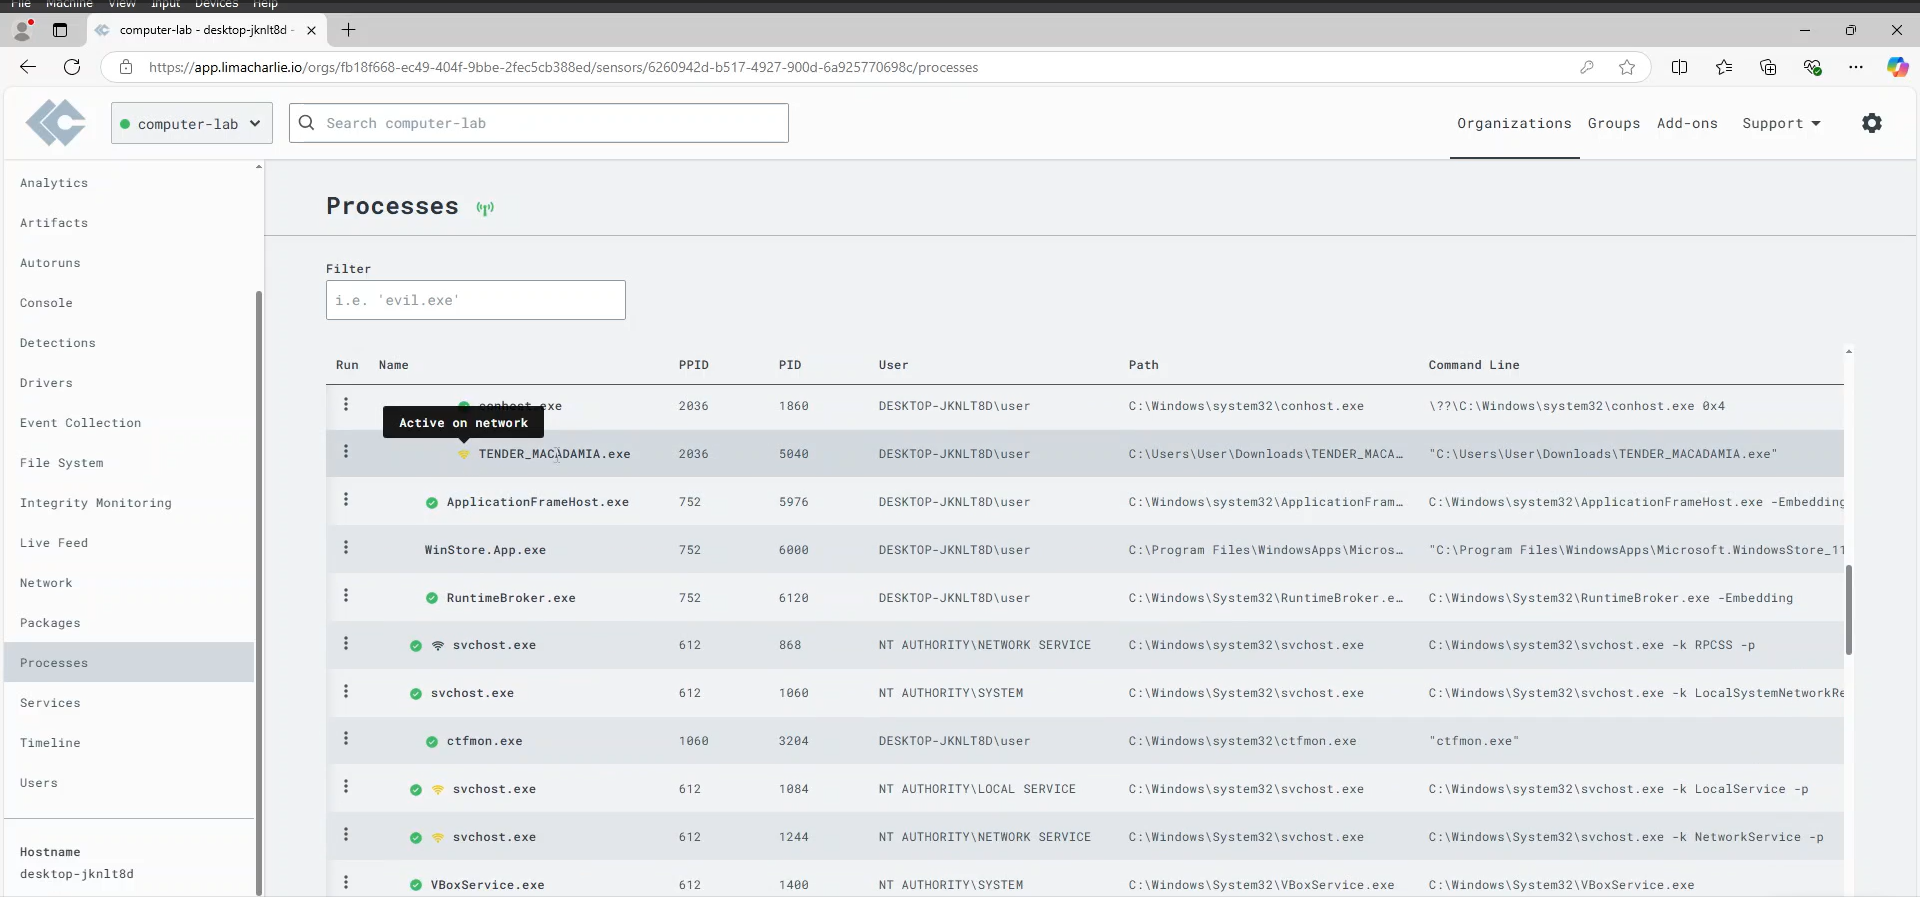 File Machine View Input Devices Help
computer-lab - desktop-jknlt8d -
https://app.limacharlie.io/orgs/fb18f668-ec49-404f-9bbe-2fec5cb388ed/sensors/6260942d-b517-4927-900d-6a925770698c/processes
computer-lab
Search computer-lab
Organizations Groups Add-ons Support
Analytics
Artifacts
Autoruns
Console
Detections
Drivers
Event Collection
File System
Integrity Monitoring
Live Feed
Network
Packages
Processes
Services
Timeline
Users
Hostname
desktop-jknlt8d
Processes
Filter
i.e. 'evil.exe'
Run Name PPID PID User Path Command Line
conhost.exe 2036 1860 DESKTOP-JKNLT8D\user C:\Windows\system32\conhost.exe \??\C:\Windows\system32\conhost.exe 0x4
Active on network
TENDER_MACADAMIA.exe 2036 5040 DESKTOP-JKNLT8D\user C:\Users\User\Downloads\TENDER_MACA… "C:\Users\User\Downloads\TENDER_MACADAMIA.exe"
ApplicationFrameHost.exe 752 5976 DESKTOP-JKNLT8D\user C:\Windows\system32\ApplicationFram… C:\Windows\system32\ApplicationFrameHost.exe -Embedding
WinStore.App.exe 752 6000 DESKTOP-JKNLT8D\user C:\Program Files\WindowsApps\Micros… "C:\Program Files\WindowsApps\Microsoft.WindowsStore_11
RuntimeBroker.exe 752 6120 DESKTOP-JKNLT8D\user C:\Windows\System32\RuntimeBroker.e… C:\Windows\System32\RuntimeBroker.exe -Embedding
svchost.exe 612 868 NT AUTHORITY\NETWORK SERVICE C:\Windows\system32\svchost.exe C:\Windows\system32\svchost.exe -k RPCSS -p
svchost.exe 612 1060 NT AUTHORITY\SYSTEM C:\Windows\System32\svchost.exe C:\Windows\System32\svchost.exe -k LocalSystemNetworkRe
ctfmon.exe 1060 3204 DESKTOP-JKNLT8D\user C:\Windows\system32\ctfmon.exe "ctfmon.exe"
svchost.exe 612 1084 NT AUTHORITY\LOCAL SERVICE C:\Windows\system32\svchost.exe C:\Windows\system32\svchost.exe -k LocalService -p
svchost.exe 612 1244 NT AUTHORITY\NETWORK SERVICE C:\Windows\System32\svchost.exe C:\Windows\System32\svchost.exe -k NetworkService -p
VBoxService.exe 612 1400 NT AUTHORITY\SYSTEM C:\Windows\System32\VBoxService.exe C:\Windows\System32\VBoxService.exe